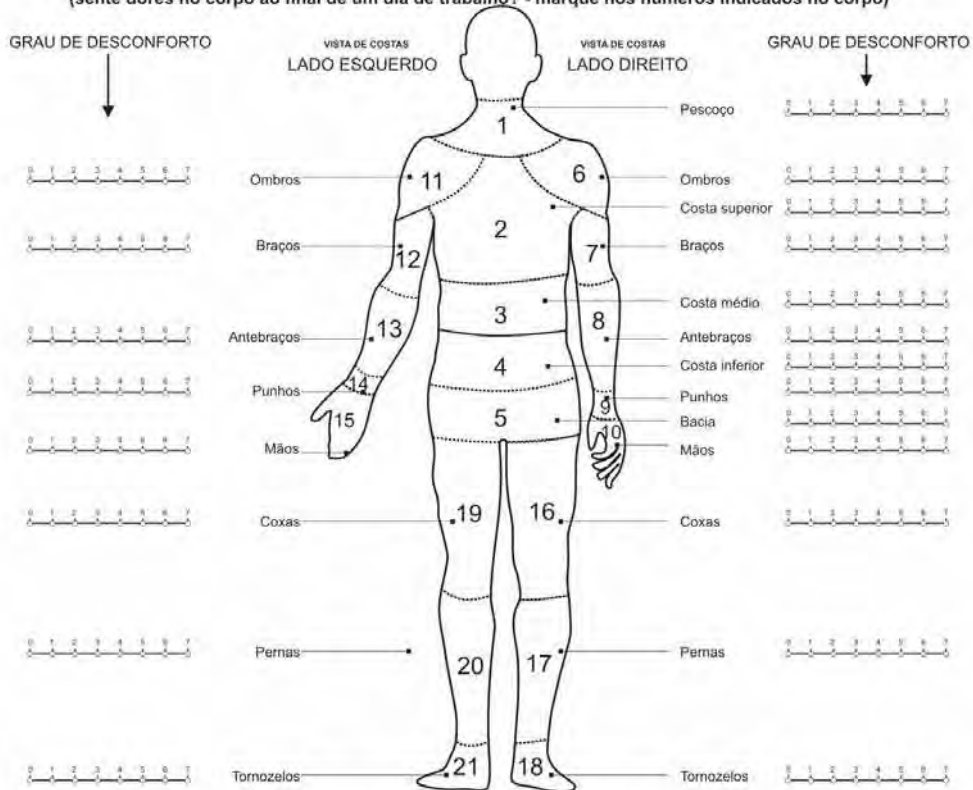 (sente dores no corpo ao final de um dia de trabalho? - marque nos números indicados no corpo)
GRAU DE DESCONFORTO
VISTA DE COSTAS
LADO ESQUERDO
VISTA DE COSTAS
LADO DIREITO
GRAU DE DESCONFORTO
1
Pescoço
0 1 2 3 4 5 6 7
0 1 2 3 4 5 6 7
Ombros
11
6
Ombros
0 1 2 3 4 5 6 7
2
Costa superior
0 1 2 3 4 5 6 7
0 1 2 3 4 5 6 7
Braços
12
7
Braços
0 1 2 3 4 5 6 7
3
Costa médio
0 1 2 3 4 5 6 7
0 1 2 3 4 5 6 7
Antebraços
13
8
Antebraços
0 1 2 3 4 5 6 7
4
Costa inferior
0 1 2 3 4 5 6 7
0 1 2 3 4 5 6 7
Punhos
14
9
Punhos
0 1 2 3 4 5 6 7
5
Bacia
0 1 2 3 4 5 6 7
0 1 2 3 4 5 6 7
Mãos
15
10
Mãos
0 1 2 3 4 5 6 7
0 1 2 3 4 5 6 7
Coxas
19
16
Coxas
0 1 2 3 4 5 6 7
0 1 2 3 4 5 6 7
Pernas
20
17
Pernas
0 1 2 3 4 5 6 7
0 1 2 3 4 5 6 7
Tornozelos
21
18
Tornozelos
0 1 2 3 4 5 6 7